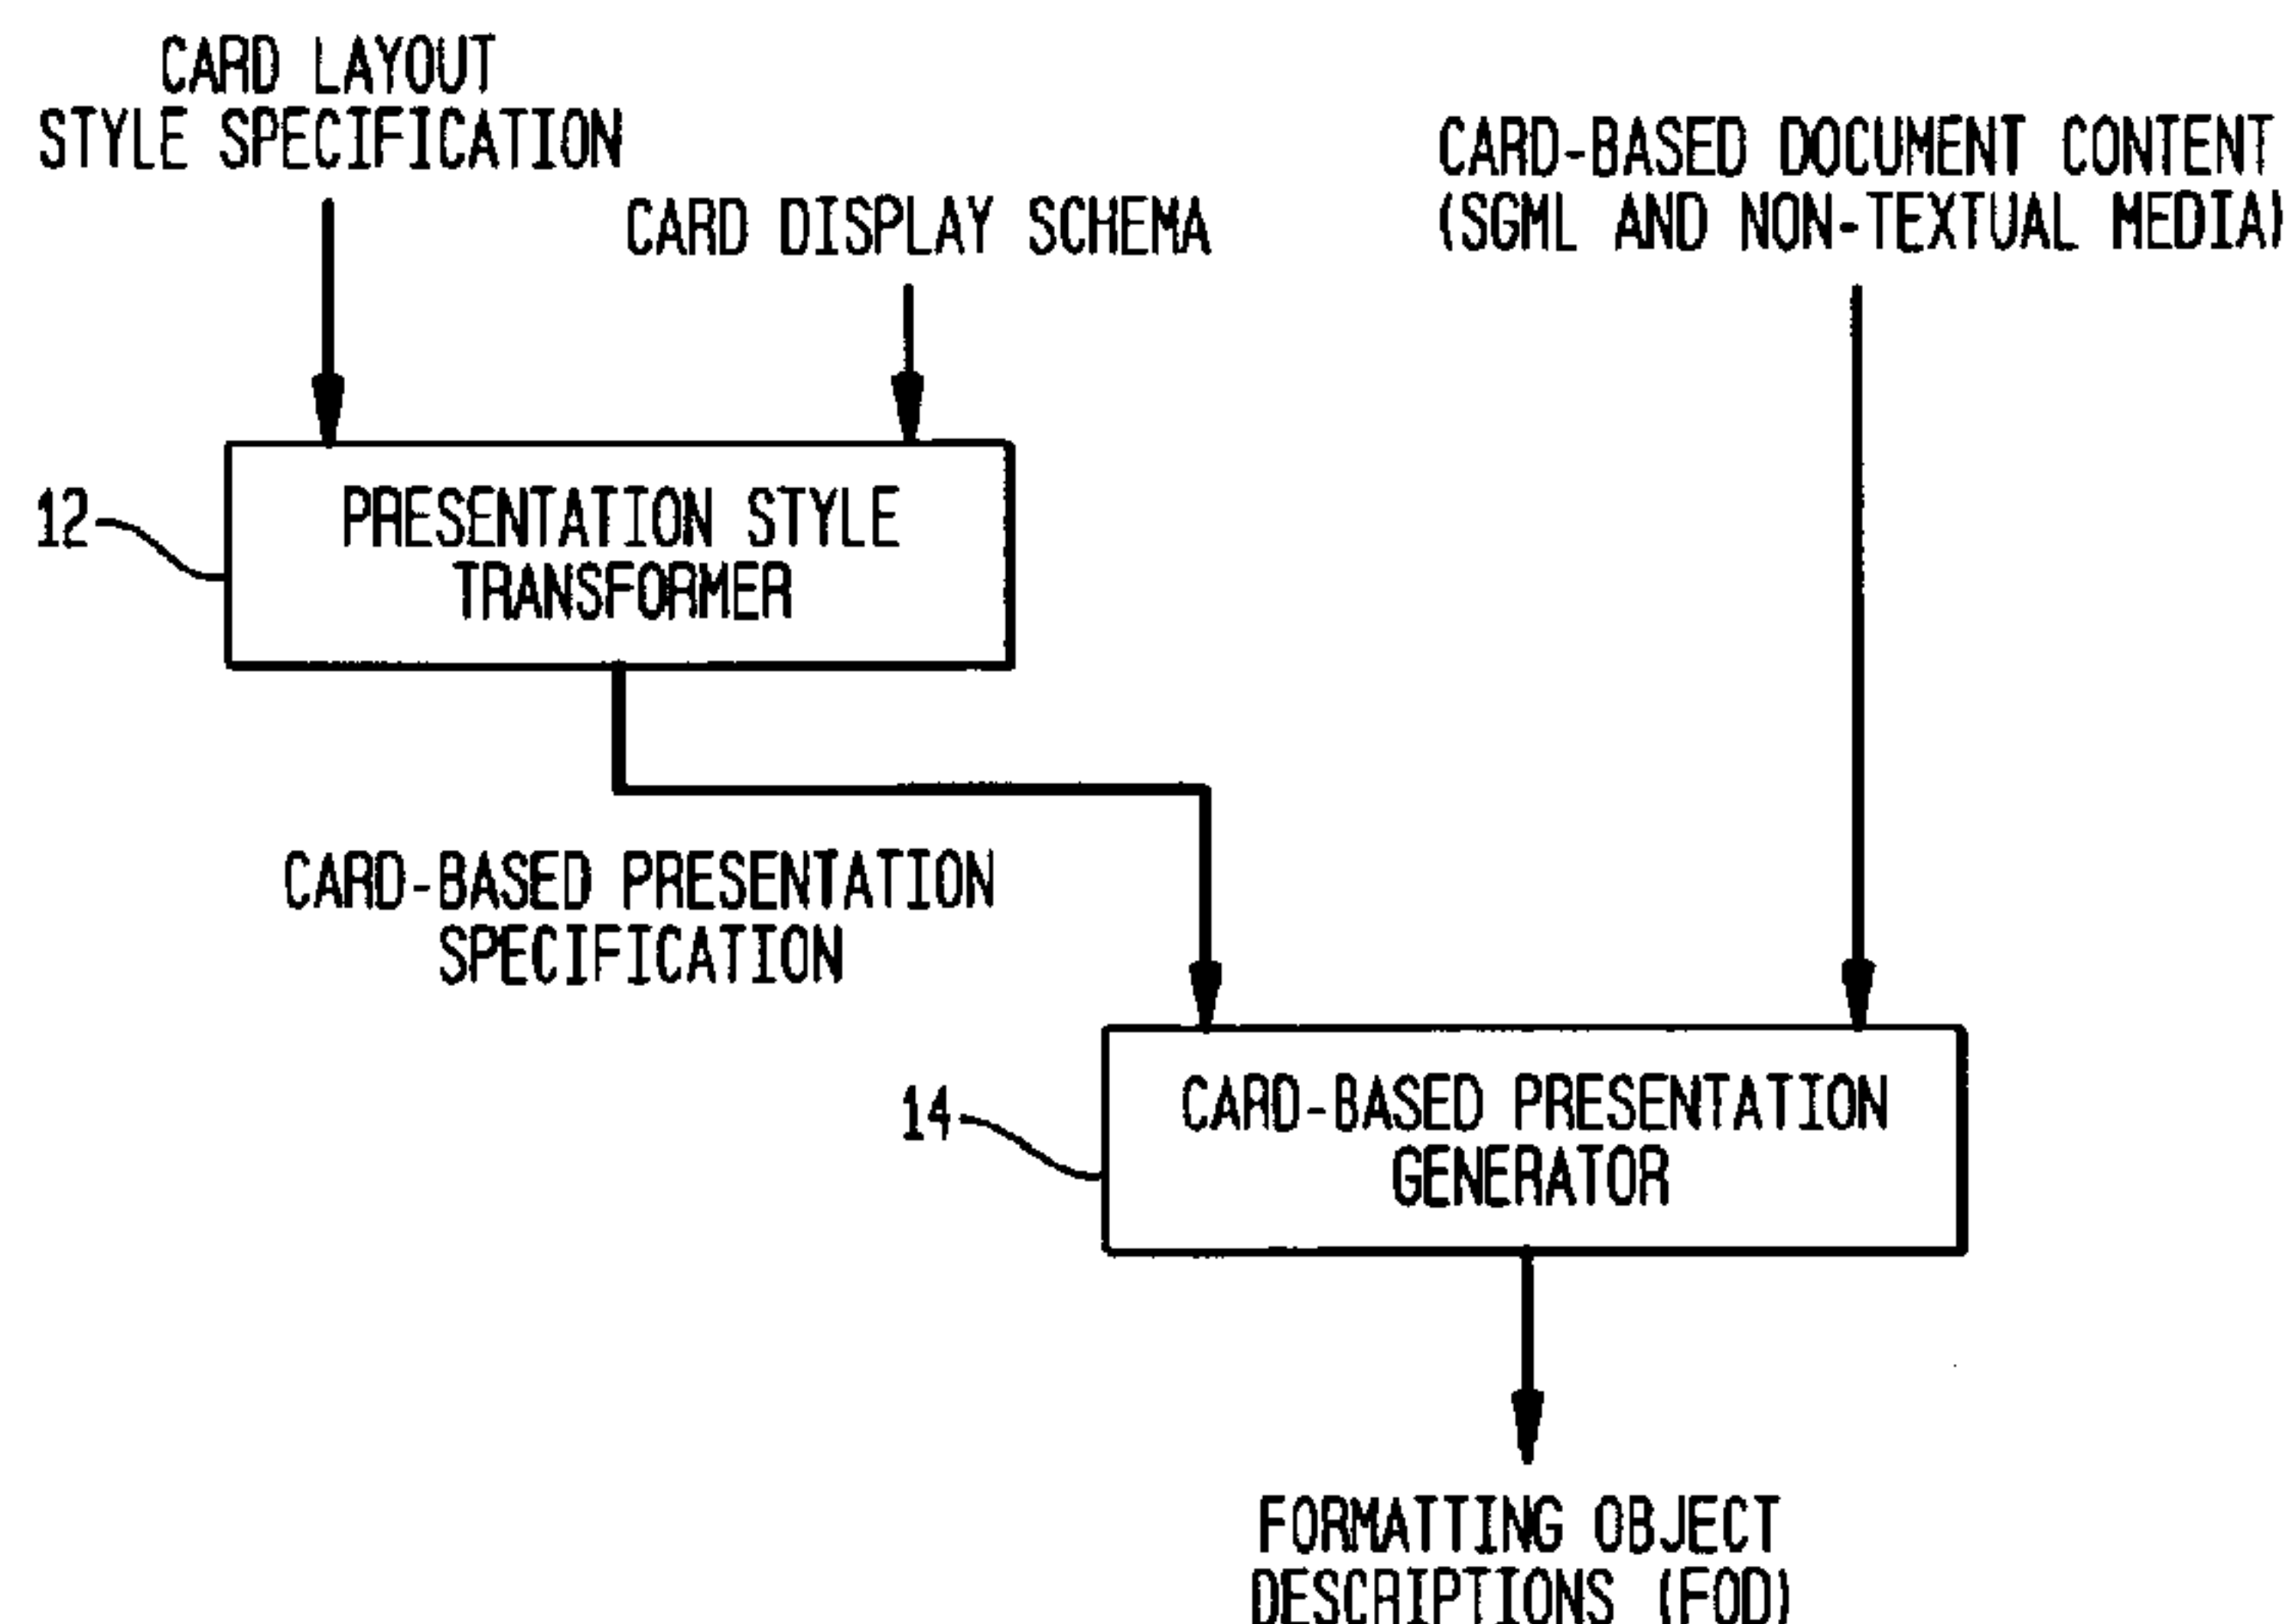 CARD LAYOUT
STYLE SPECIFICATION
CARD DISPLAY SCHEMA
CARD-BASED DOCUMENT CONTENT
(SGML AND NON-TEXTUAL MEDIA)
12
PRESENTATION STYLE
TRANSFORMER
CARD-BASED PRESENTATION
SPECIFICATION
14
CARD-BASED PRESENTATION
GENERATOR
FORMATTING OBJECT
DESCRIPTIONS (FOD)